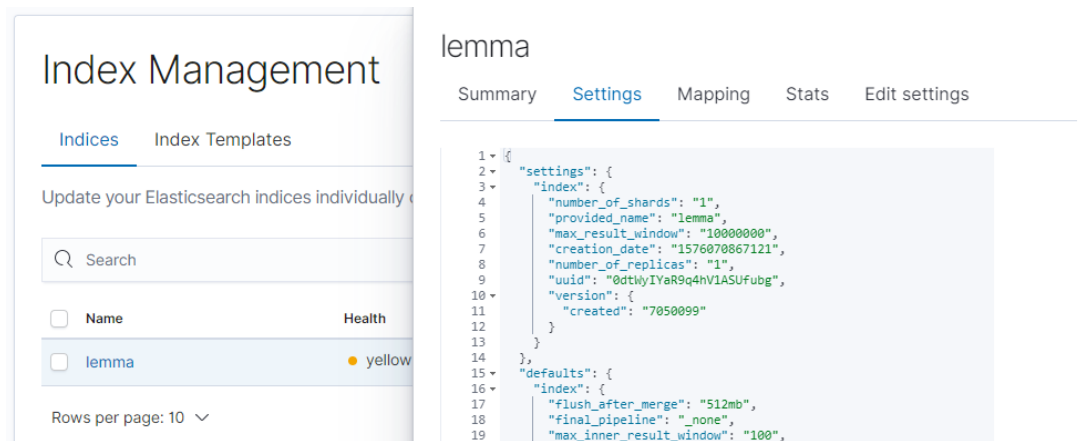 Index Management
Indices Index Templates
Update your Elasticsearch indices individually
Search
Name Health
lemma yellow
Rows per page: 10
lemma
Summary Settings Mapping Stats Edit settings
1 {
2 "settings": {
3 "index": {
4 "number_of_shards": "1",
5 "provided_name": "lemma",
6 "max_result_window": "10000000",
7 "creation_date": "1576070867121",
8 "number_of_replicas": "1",
9 "uuid": "0dtWyIYaR9q4hV1ASUfubg",
10 "version": {
11 "created": "7050099"
12 }
13 }
14 },
15 "defaults": {
16 "index": {
17 "flush_after_merge": "512mb",
18 "final_pipeline": "_none",
19 "max_inner_result_window": "100",